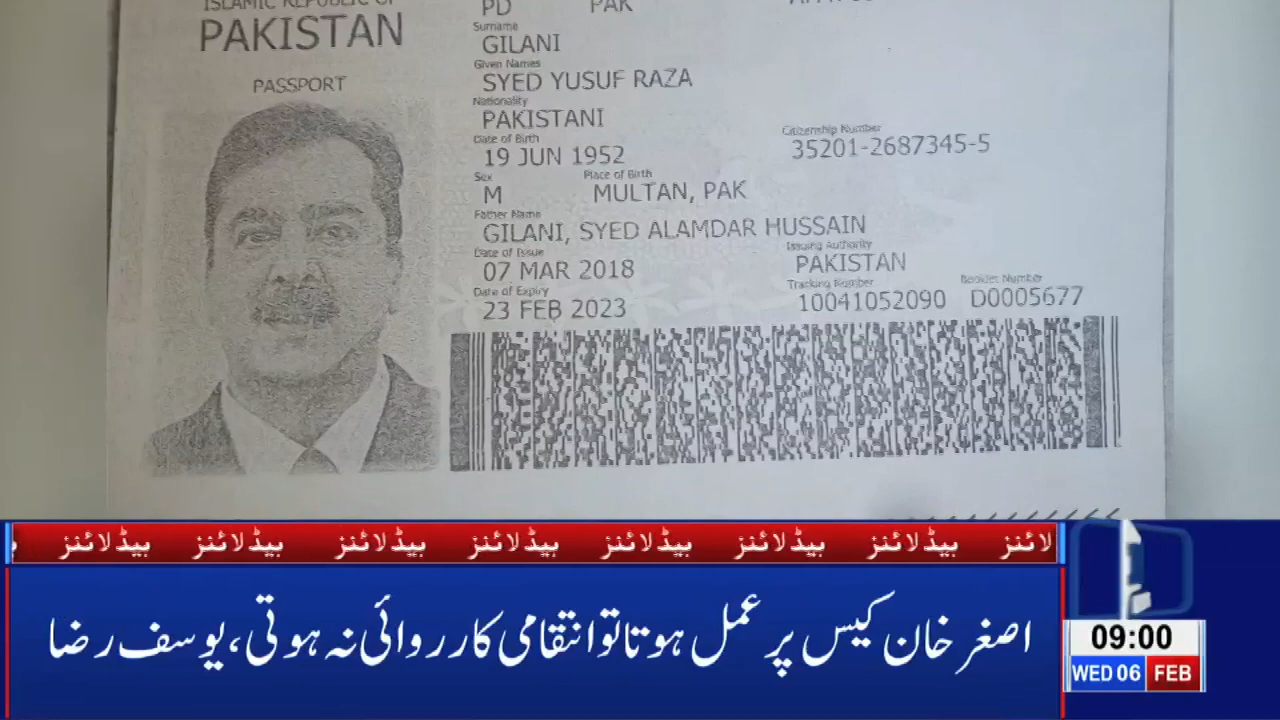 ISLAMIC REPUBLIC OF
PAKISTAN
PASSPORT
PD PAK
Surname
GILANI
Given Names
SYED YUSUF RAZA
Nationality
PAKISTANI
Date of Birth
19 JUN 1952
Citizenship Number
35201-2687345-5
Sex
M
Place of Birth
MULTAN, PAK
Father Name
GILANI, SYED ALAMDAR HUSSAIN
Date of Issue
07 MAR 2018
Issuing Authority
PAKISTAN
Date of Expiry
23 FEB 2023
Tracking Number
10041052090
Booklet Number
D0005677
ہیڈلائنز ہیڈلائنز ہیڈلائنز ہیڈلائنز ہیڈلائنز ہیڈلائنز ہیڈلائنز
اصغر خان کیس پر عمل ہوتا تو انتقامی کارروائی نہ ہوتی، یوسف رضا
09:00
WED 06 FEB